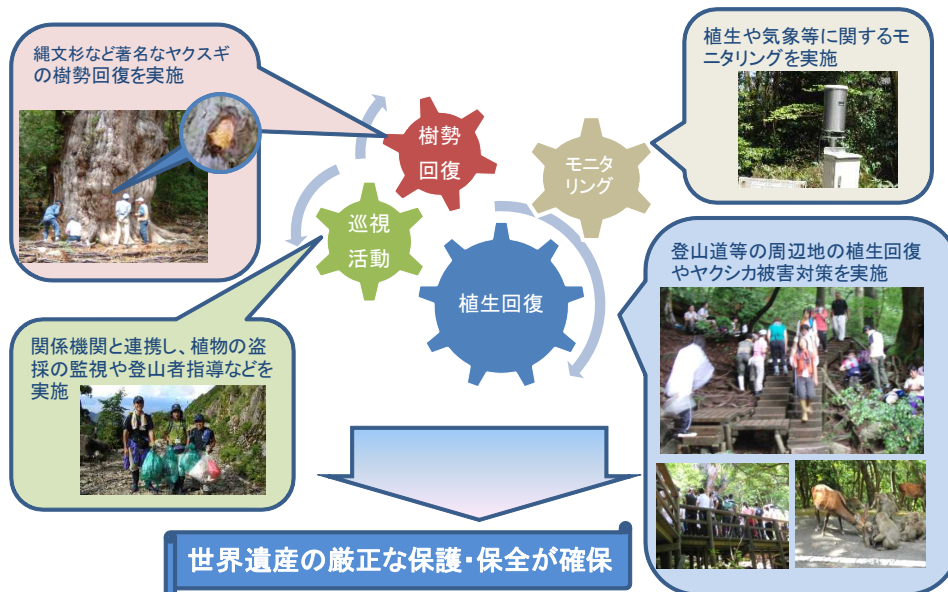 縄文杉など著名なヤクスギ
の樹勢回復を実施
植生や気象等に関するモ
ニタリングを実施
樹勢
回復
モニタ
リング
巡視
活動
植生回復
登山道等の周辺地の植生回復
やヤクシカ被害対策を実施
関係機関と連携し、植物の盗
採の監視や登山者指導などを
実施
世界遺産の厳正な保護・保全が確保